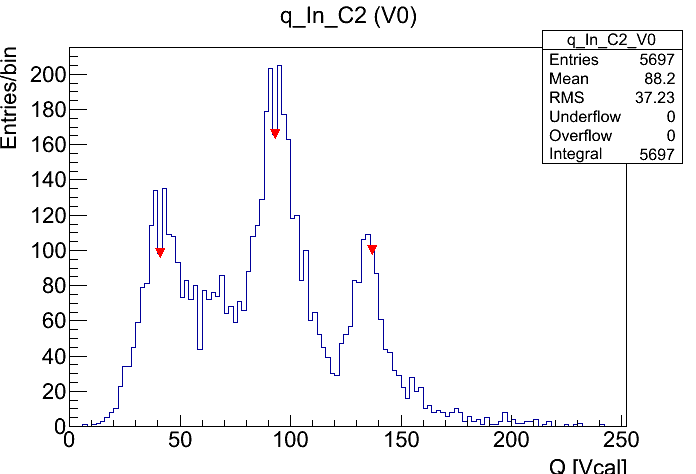 q_In_C2 (V0)
q_In_C2_V0
Entries 5697
Mean 88.2
RMS 37.23
Underflow 0
Overflow 0
Integral 5697
Entries/bin
200
180
160
140
120
100
80
60
40
20
0
0 50 100 150 200 250
Q [Vcal]